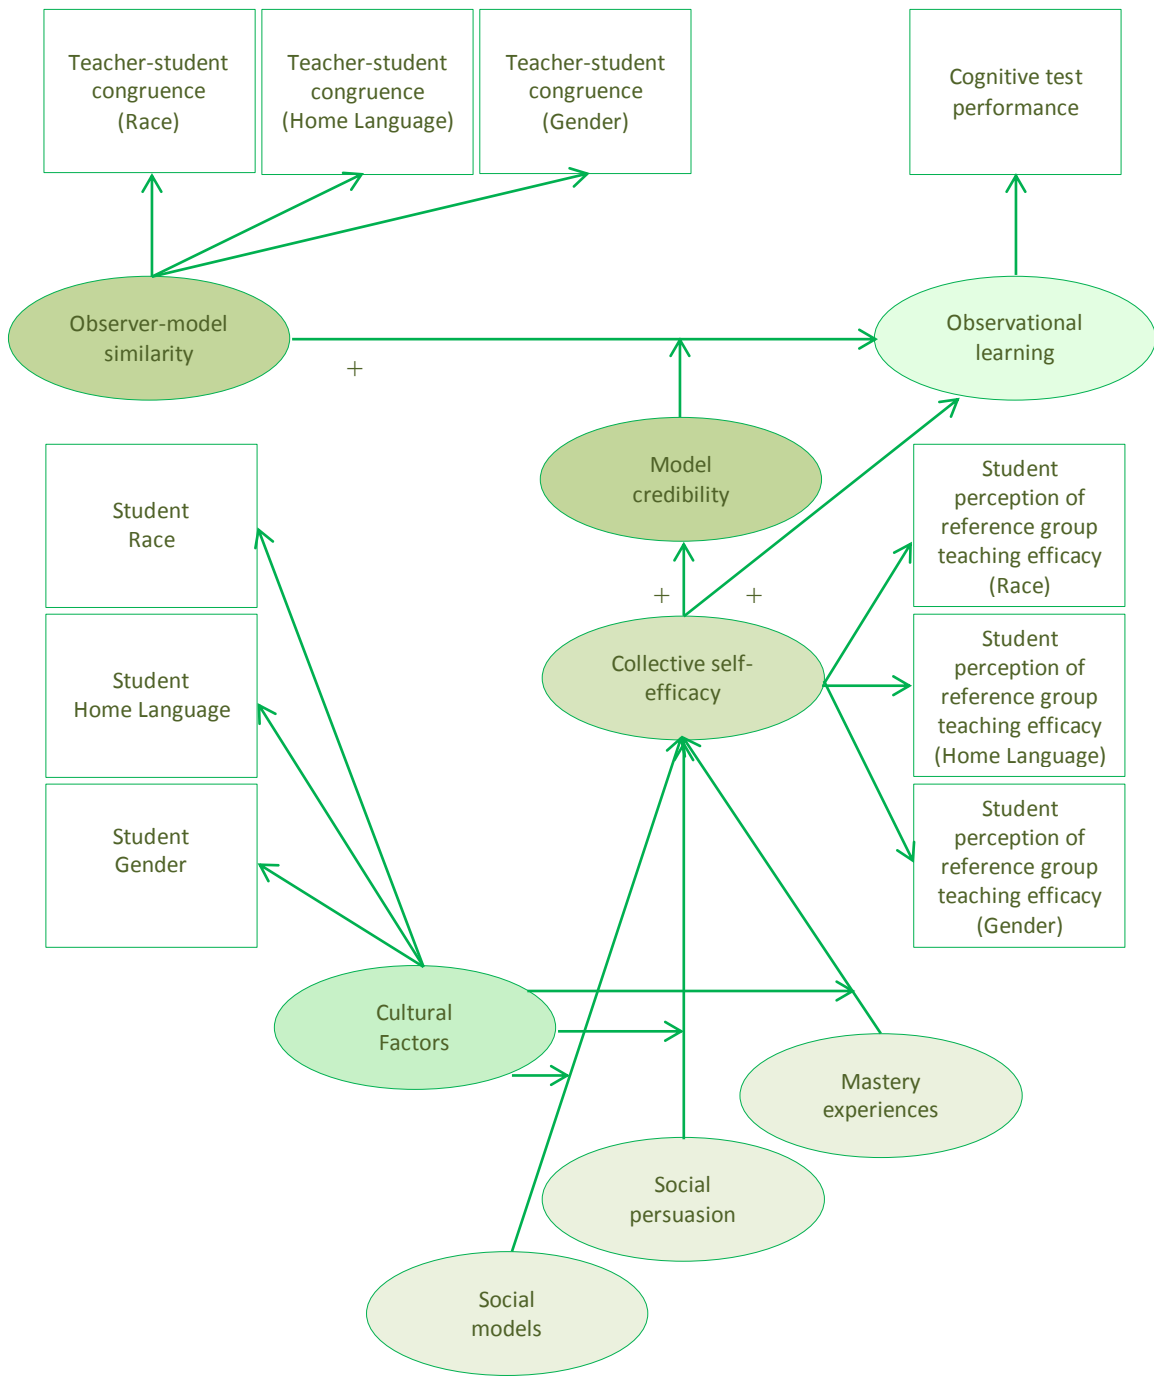 Teacher-student
congruence
(Race)
Teacher-student
congruence
(Home Language)
Teacher-student
congruence
(Gender)
Cognitive test
performance
Observer-model
similarity
Observational
learning
+
Model
credibility
Student
Race
Student
perception of
reference group
teaching efficacy
(Race)
+
+
Collective self-
efficacy
Student
Home Language
Student
perception of
reference group
teaching efficacy
(Home Language)
Student
Gender
Student
perception of
reference group
teaching efficacy
(Gender)
Cultural
Factors
Mastery
experiences
Social
persuasion
Social
models